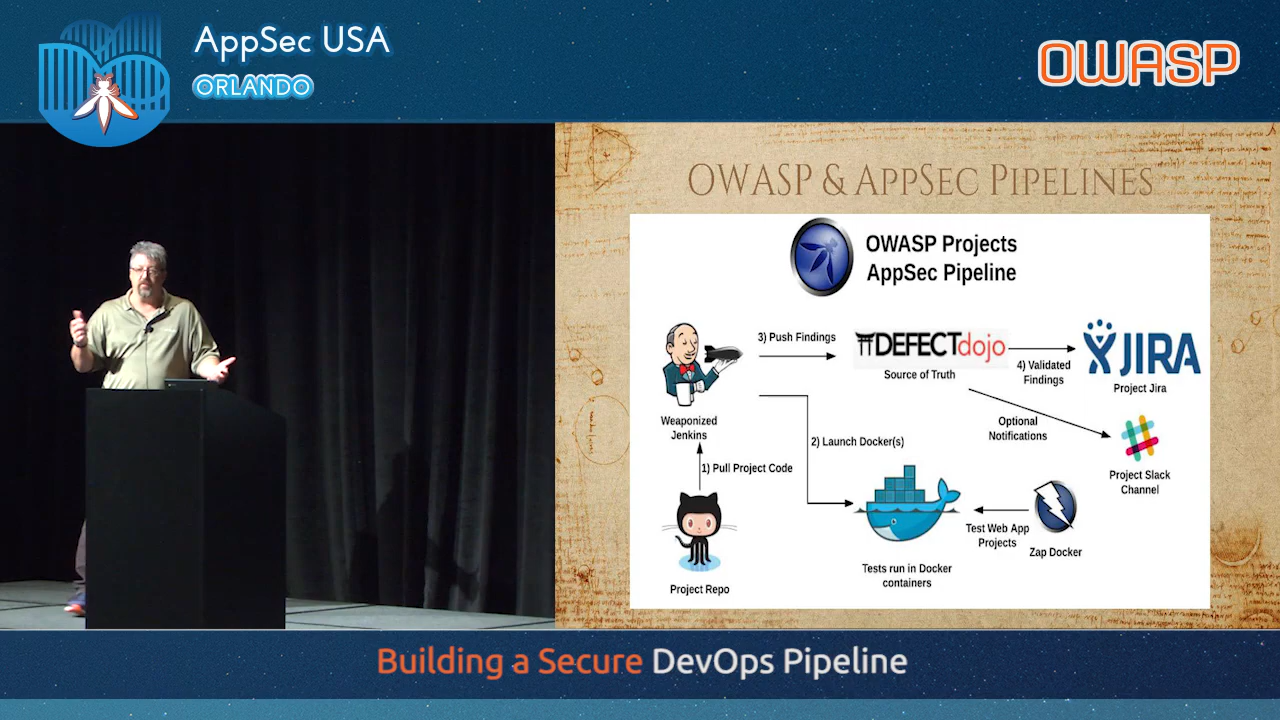 AppSec USA
ORLANDO
OWASP
OWASP & AppSec Pipelines
OWASP Projects
AppSec Pipeline
3) Push Findings
DEFECTdojo
Source of Truth
4) Validated
Findings
JIRA
Project Jira
Weaponized
Jenkins
Optional
Notifications
2) Launch Docker(s)
1) Pull Project Code
Project Slack
Channel
Test Web App
Projects
Zap Docker
Tests run in Docker
containers
Project Repo
Building a Secure DevOps Pipeline